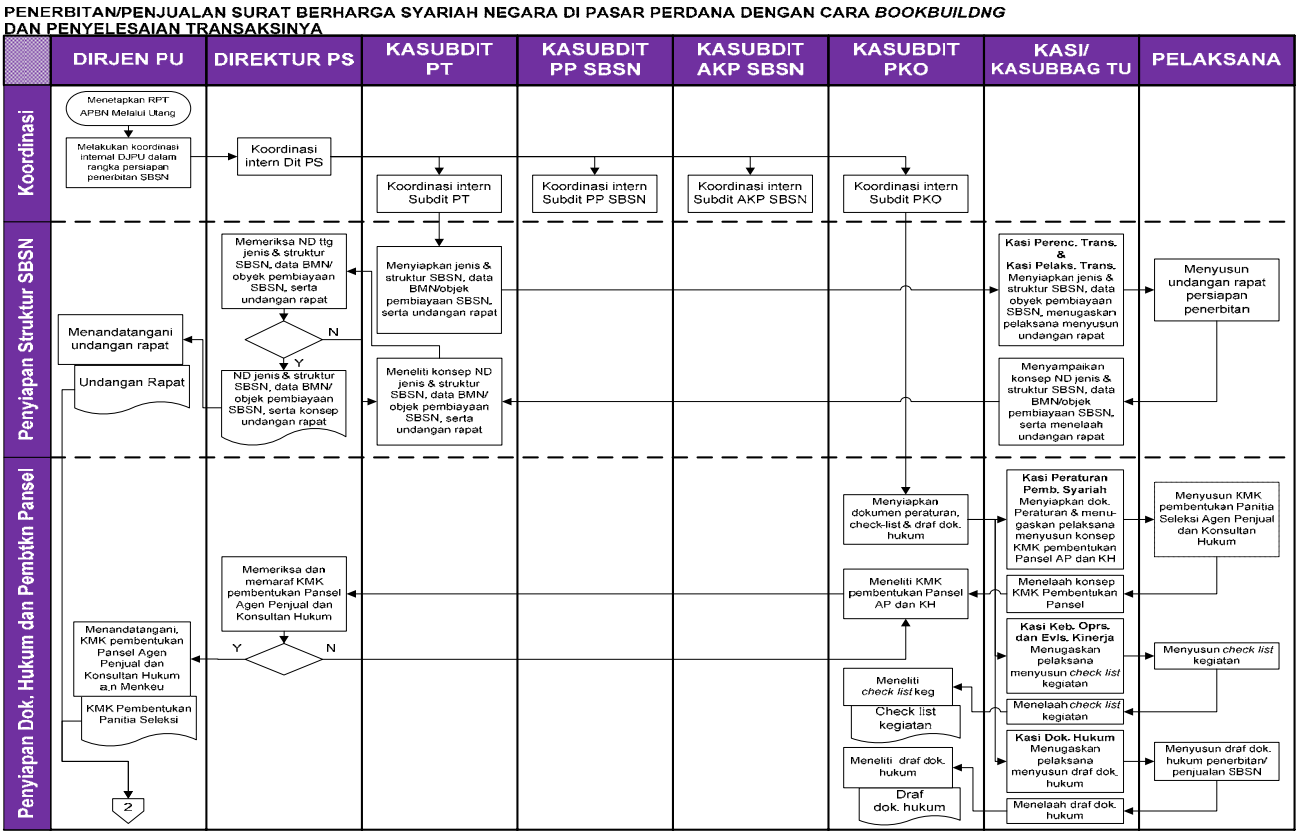 PENERBITAN/PENJUALAN SURAT BERHARGA SYARIAH NEGARA DI PASAR PERDANA DENGAN CARA BOOKBUILDNG
DAN PENYELESAIAN TRANSAKSINYA
DIRJEN PU
DIREKTUR PS
KASUBDIT
PT
KASUBDIT
PP SBSN
KASUBDIT
AKP SBSN
KASUBDIT
PKO
KASI/
KASUBBAG TU
PELAKSANA
Koordinasi
Menetapkan RPT
APBN Melalui Utang
Melakukan koordinasi
internal DJPU dalam
rangka persiapan
penerbitan SBSN
Koordinasi
intern Dit PS
Koordinasi intern
Subdit PT
Koordinasi intern
Subdit PP SBSN
Koordinasi intern
Subdit AKP SBSN
Koordinasi intern
Subdit PKO
Penyiapan Struktur SBSN
Memeriksa ND ttg
jenis & struktur
SBSN, data BMN/
obyek pembiayaan
SBSN, serta
undangan rapat
Menyiapkan jenis &
struktur SBSN, data
BMN/objek
pembiayaan SBSN,
serta undangan rapat
Kasi Perenc. Trans.
&
Kasi Pelaks. Trans.
Menyiapkan jenis &
struktur SBSN, data
obyek pembiayaan
SBSN, menugaskan
pelaksana menyusun
undangan rapat
Menyusun
undangan rapat
persiapan
penerbitan
N
Y
Menandatangani
undangan rapat
Undangan Rapat
ND jenis & struktur
SBSN, data BMN/
objek pembiayaan
SBSN, serta konsep
undangan rapat
Meneliti konsep ND
jenis & struktur
SBSN, data BMN/
objek pembiayaan
SBSN, serta
undangan rapat
Menyampaikan
konsep ND jenis &
struktur SBSN, data
BMN/objek
pembiayaan SBSN,
serta menelaah
undangan rapat
Penyiapan Dok. Hukum dan Pembtkn Pansel
Menyiapkan
dokumen peraturan,
check-list & draf dok.
hukum
Kasi Peraturan
Pemb. Syariah
Menyiapkan dok.
Peraturan & menu-
gaskan pelaksana
menyusun konsep
KMK pembentukan
Pansel AP dan KH
Menyusun KMK
pembentukan Panitia
Seleksi Agen Penjual
dan Konsultan
Hukum
Memeriksa dan
memaraf KMK
pembentukan Pansel
Agen Penjual dan
Konsultan Hukum
Meneliti KMK
pembentukan Pansel
AP dan KH
Menelaah konsep
KMK Pembentukan
Pansel
Y
N
Menandatangani,
KMK pembentukan
Pansel Agen
Penjual dan
Konsultan Hukum
a.n Menkeu
KMK Pembentukan
Panitia Seleksi
Kasi Keb. Oprs.
dan Evls. Kinerja
Menugaskan
pelaksana
menyusun check list
kegiatan
Menyusun check list
kegiatan
Meneliti
check list keg
Check list
kegiatan
Menelaah check list
kegiatan
Kasi Dok. Hukum
Menugaskan
pelaksana
menyusun draf dok.
hukum
Menyusun draf dok.
hukum penerbitan/
penjualan SBSN
Meneliti draf dok.
hukum
Draf
dok. hukum
Menelaah draf dok.
hukum
2